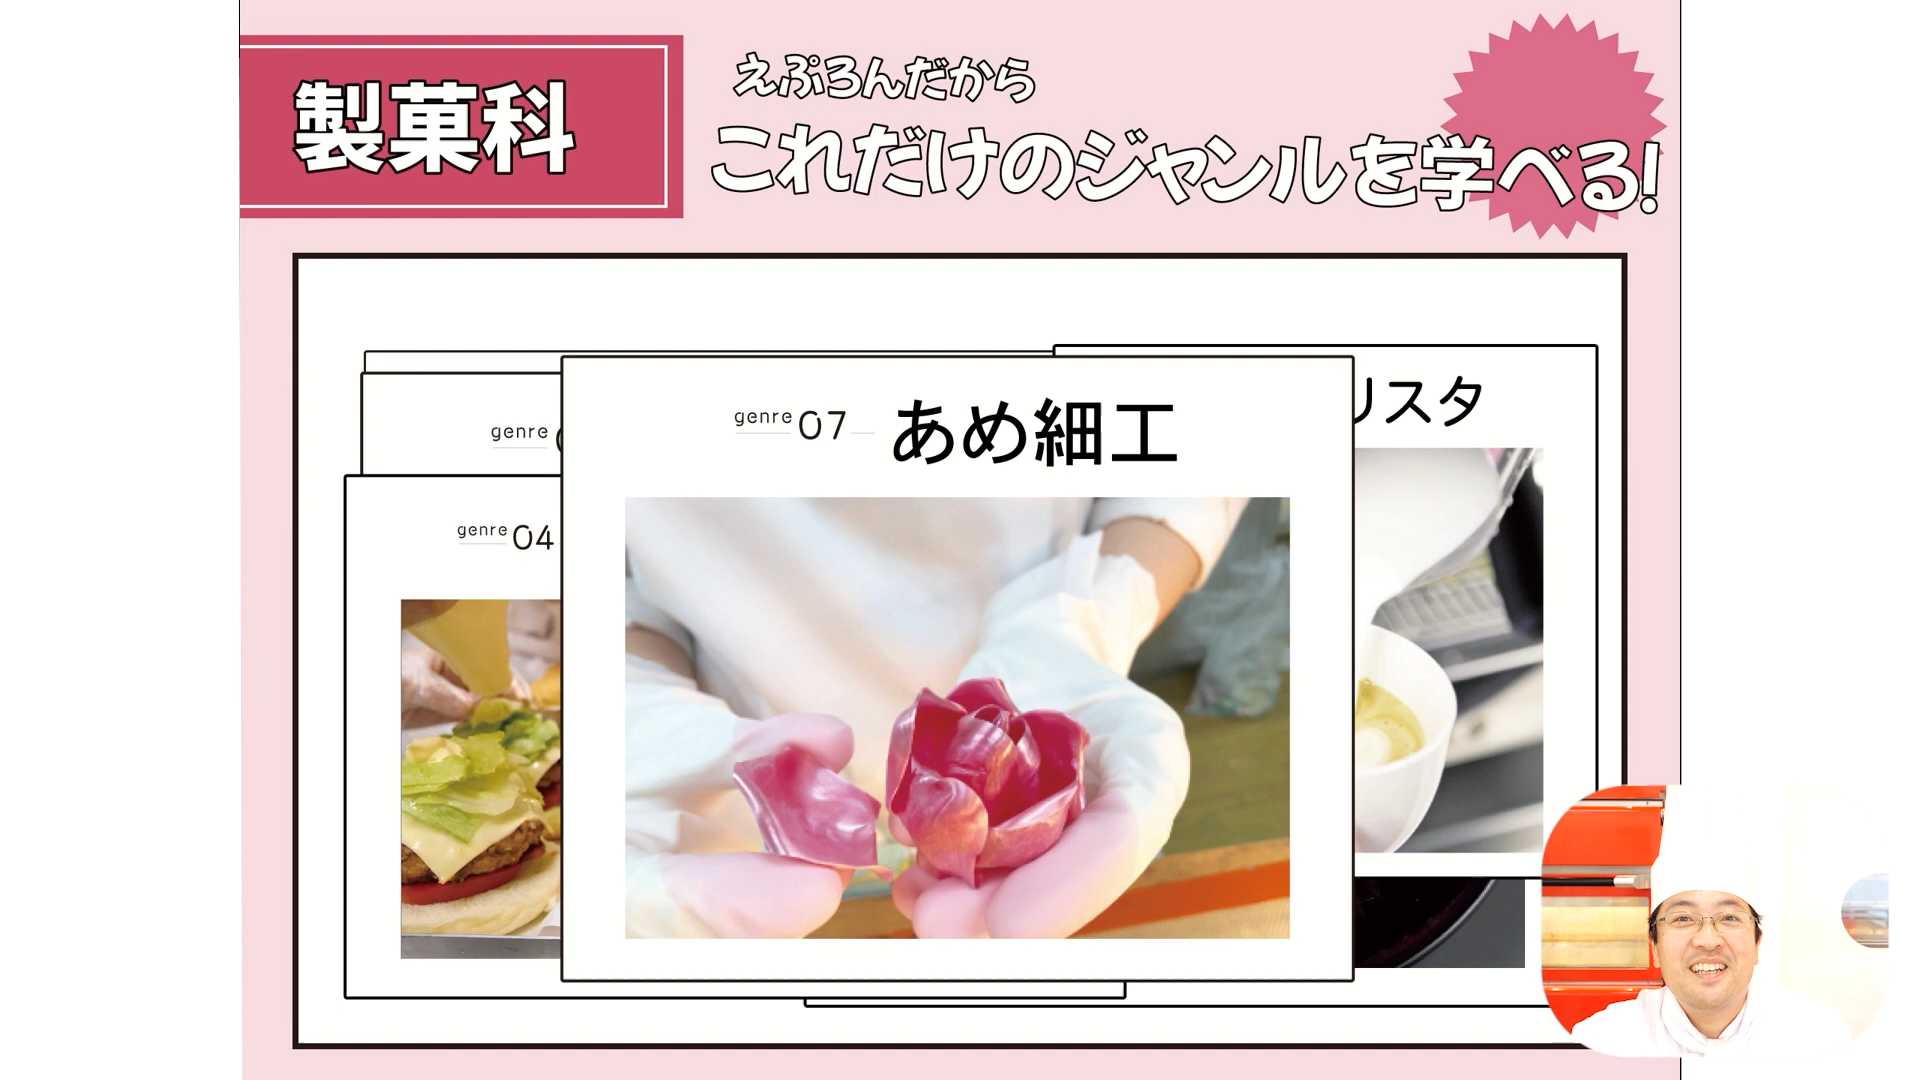 製菓科
えぷろんだから
これだけのジャンルを学べる!
genre 07 あめ細工
リスタ
genre
genre 04